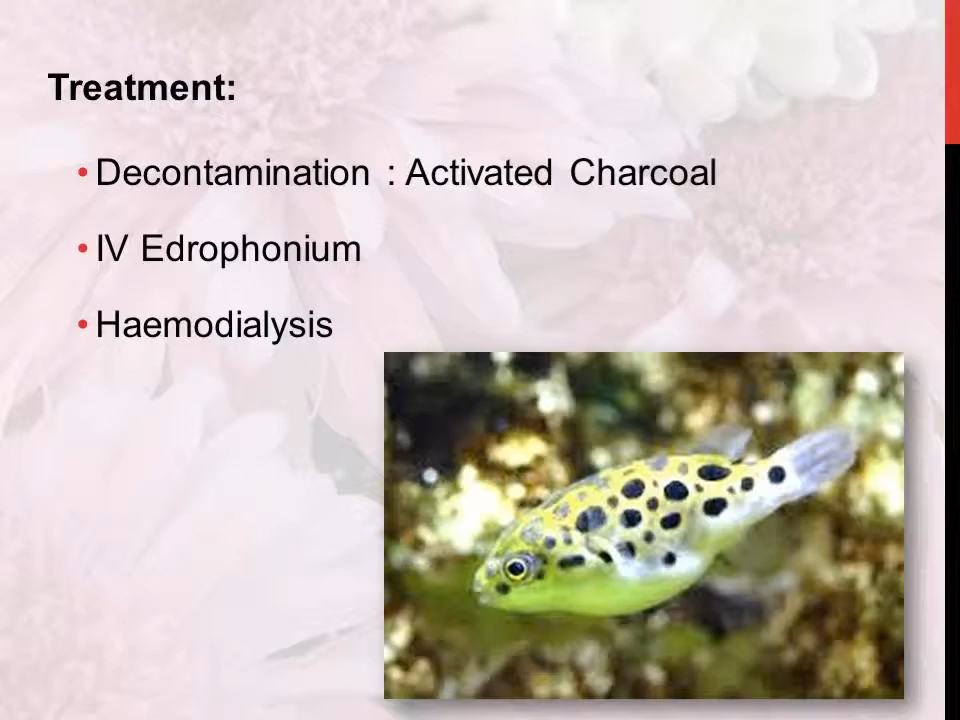 Treatment:
• Decontamination : Activated Charcoal
• IV Edrophonium
• Haemodialysis